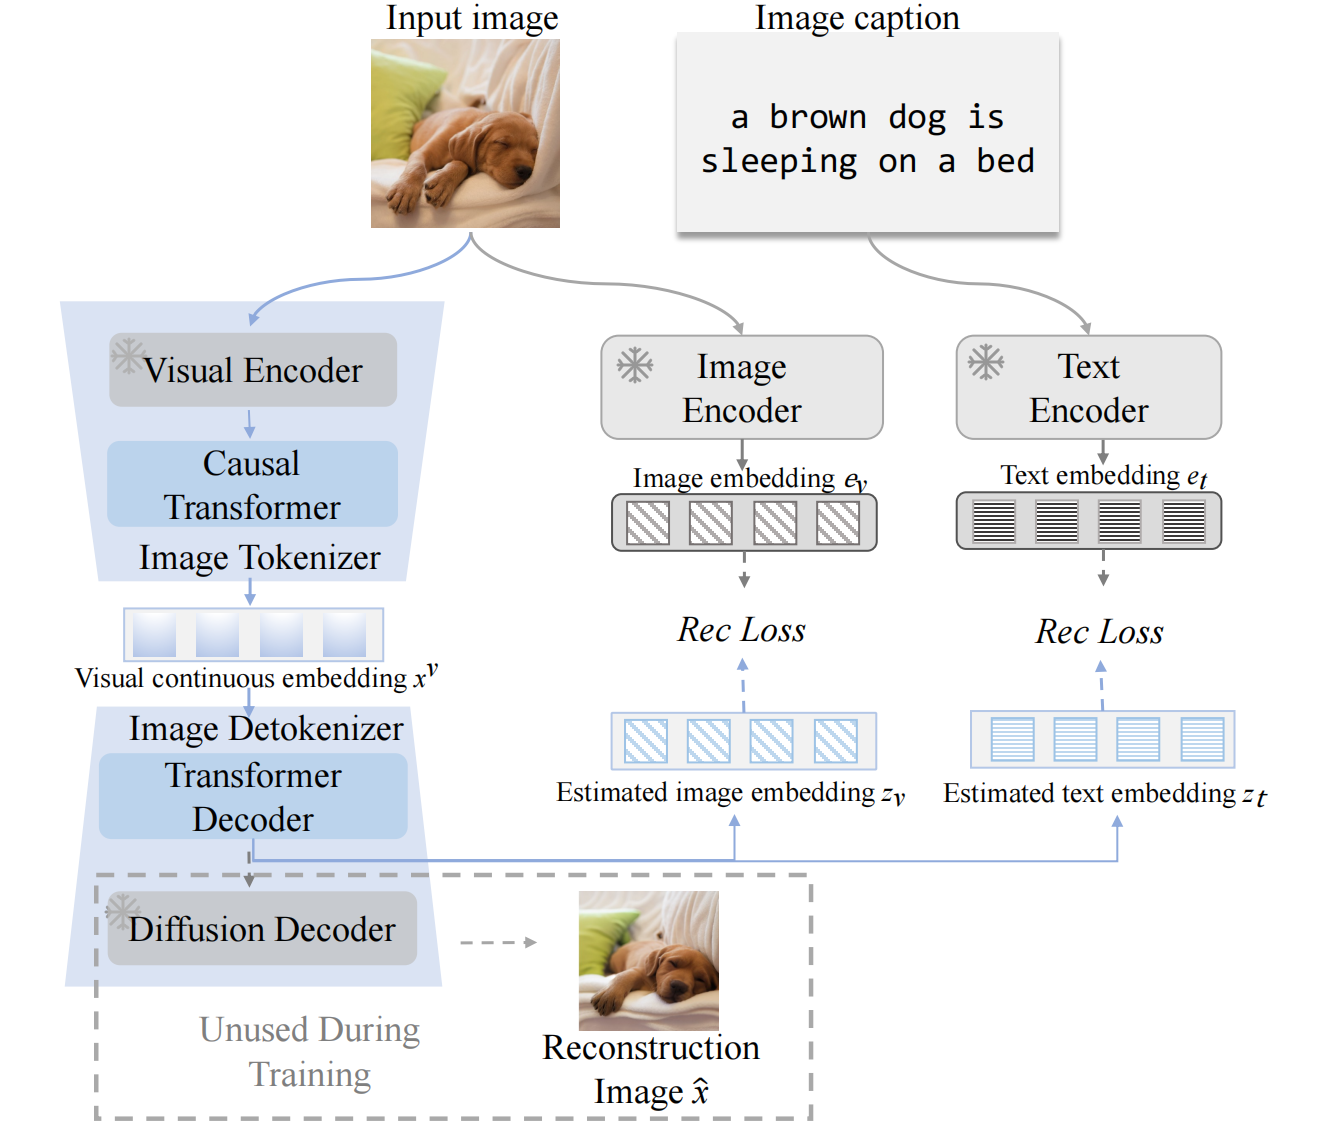 Input image
Image caption
a brown dog is
sleeping on a bed
Visual Encoder
Causal
Transformer
Image Tokenizer
Visual continuous embedding x^v
Image Detokenizer
Transformer
Decoder
Diffusion Decoder
Unused During
Training
Image
Encoder
Image embedding e_v
Rec Loss
Estimated image embedding z_v
Text
Encoder
Text embedding e_t
Rec Loss
Estimated text embedding z_t
Reconstruction
Image x̂